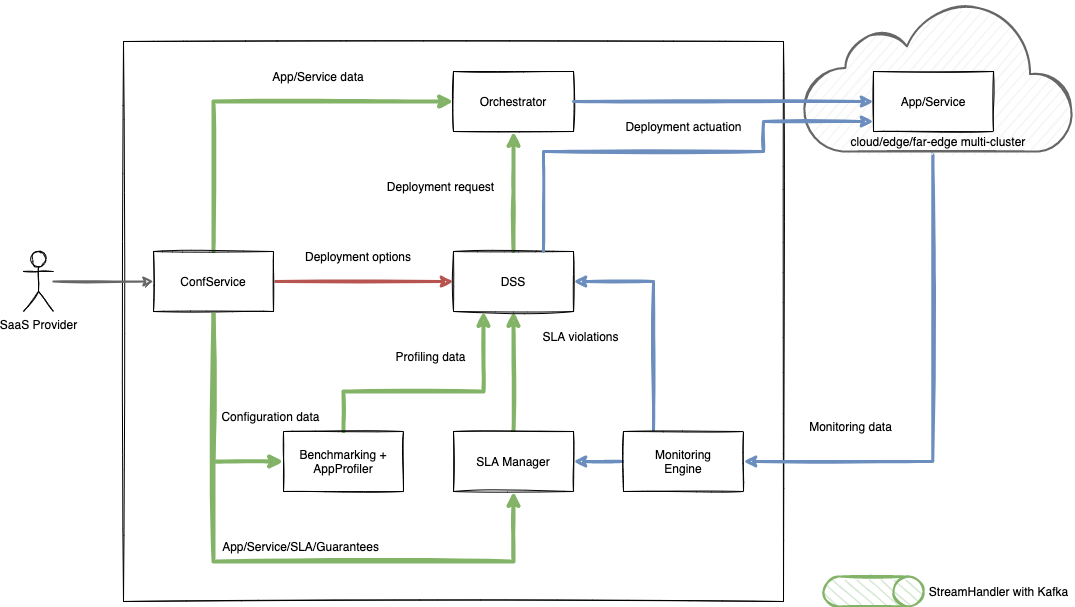 App/Service data
Orchestrator
App/Service
Deployment actuation
cloud/edge/far-edge multi-cluster
Deployment request
Deployment options
ConfService
DSS
SaaS Provider
SLA violations
Profiling data
Configuration data
Monitoring data
Benchmarking +
AppProfiler
SLA Manager
Monitoring
Engine
App/Service/SLA/Guarantees
StreamHandler with Kafka